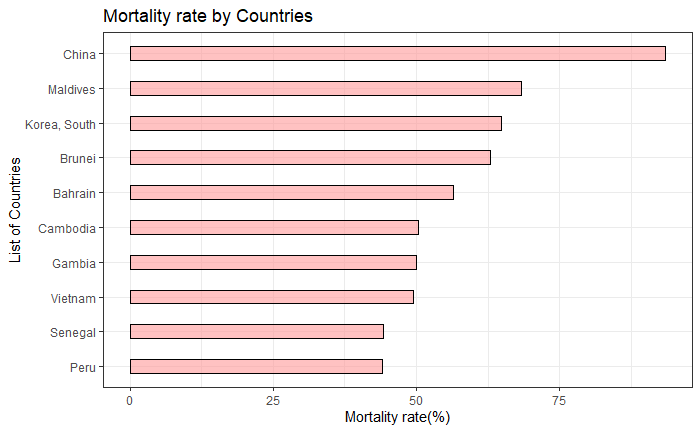 Mortality rate by Countries
List of Countries
China
Maldives
Korea, South
Brunei
Bahrain
Cambodia
Gambia
Vietnam
Senegal
Peru
0 25 50 75
Mortality rate(%)